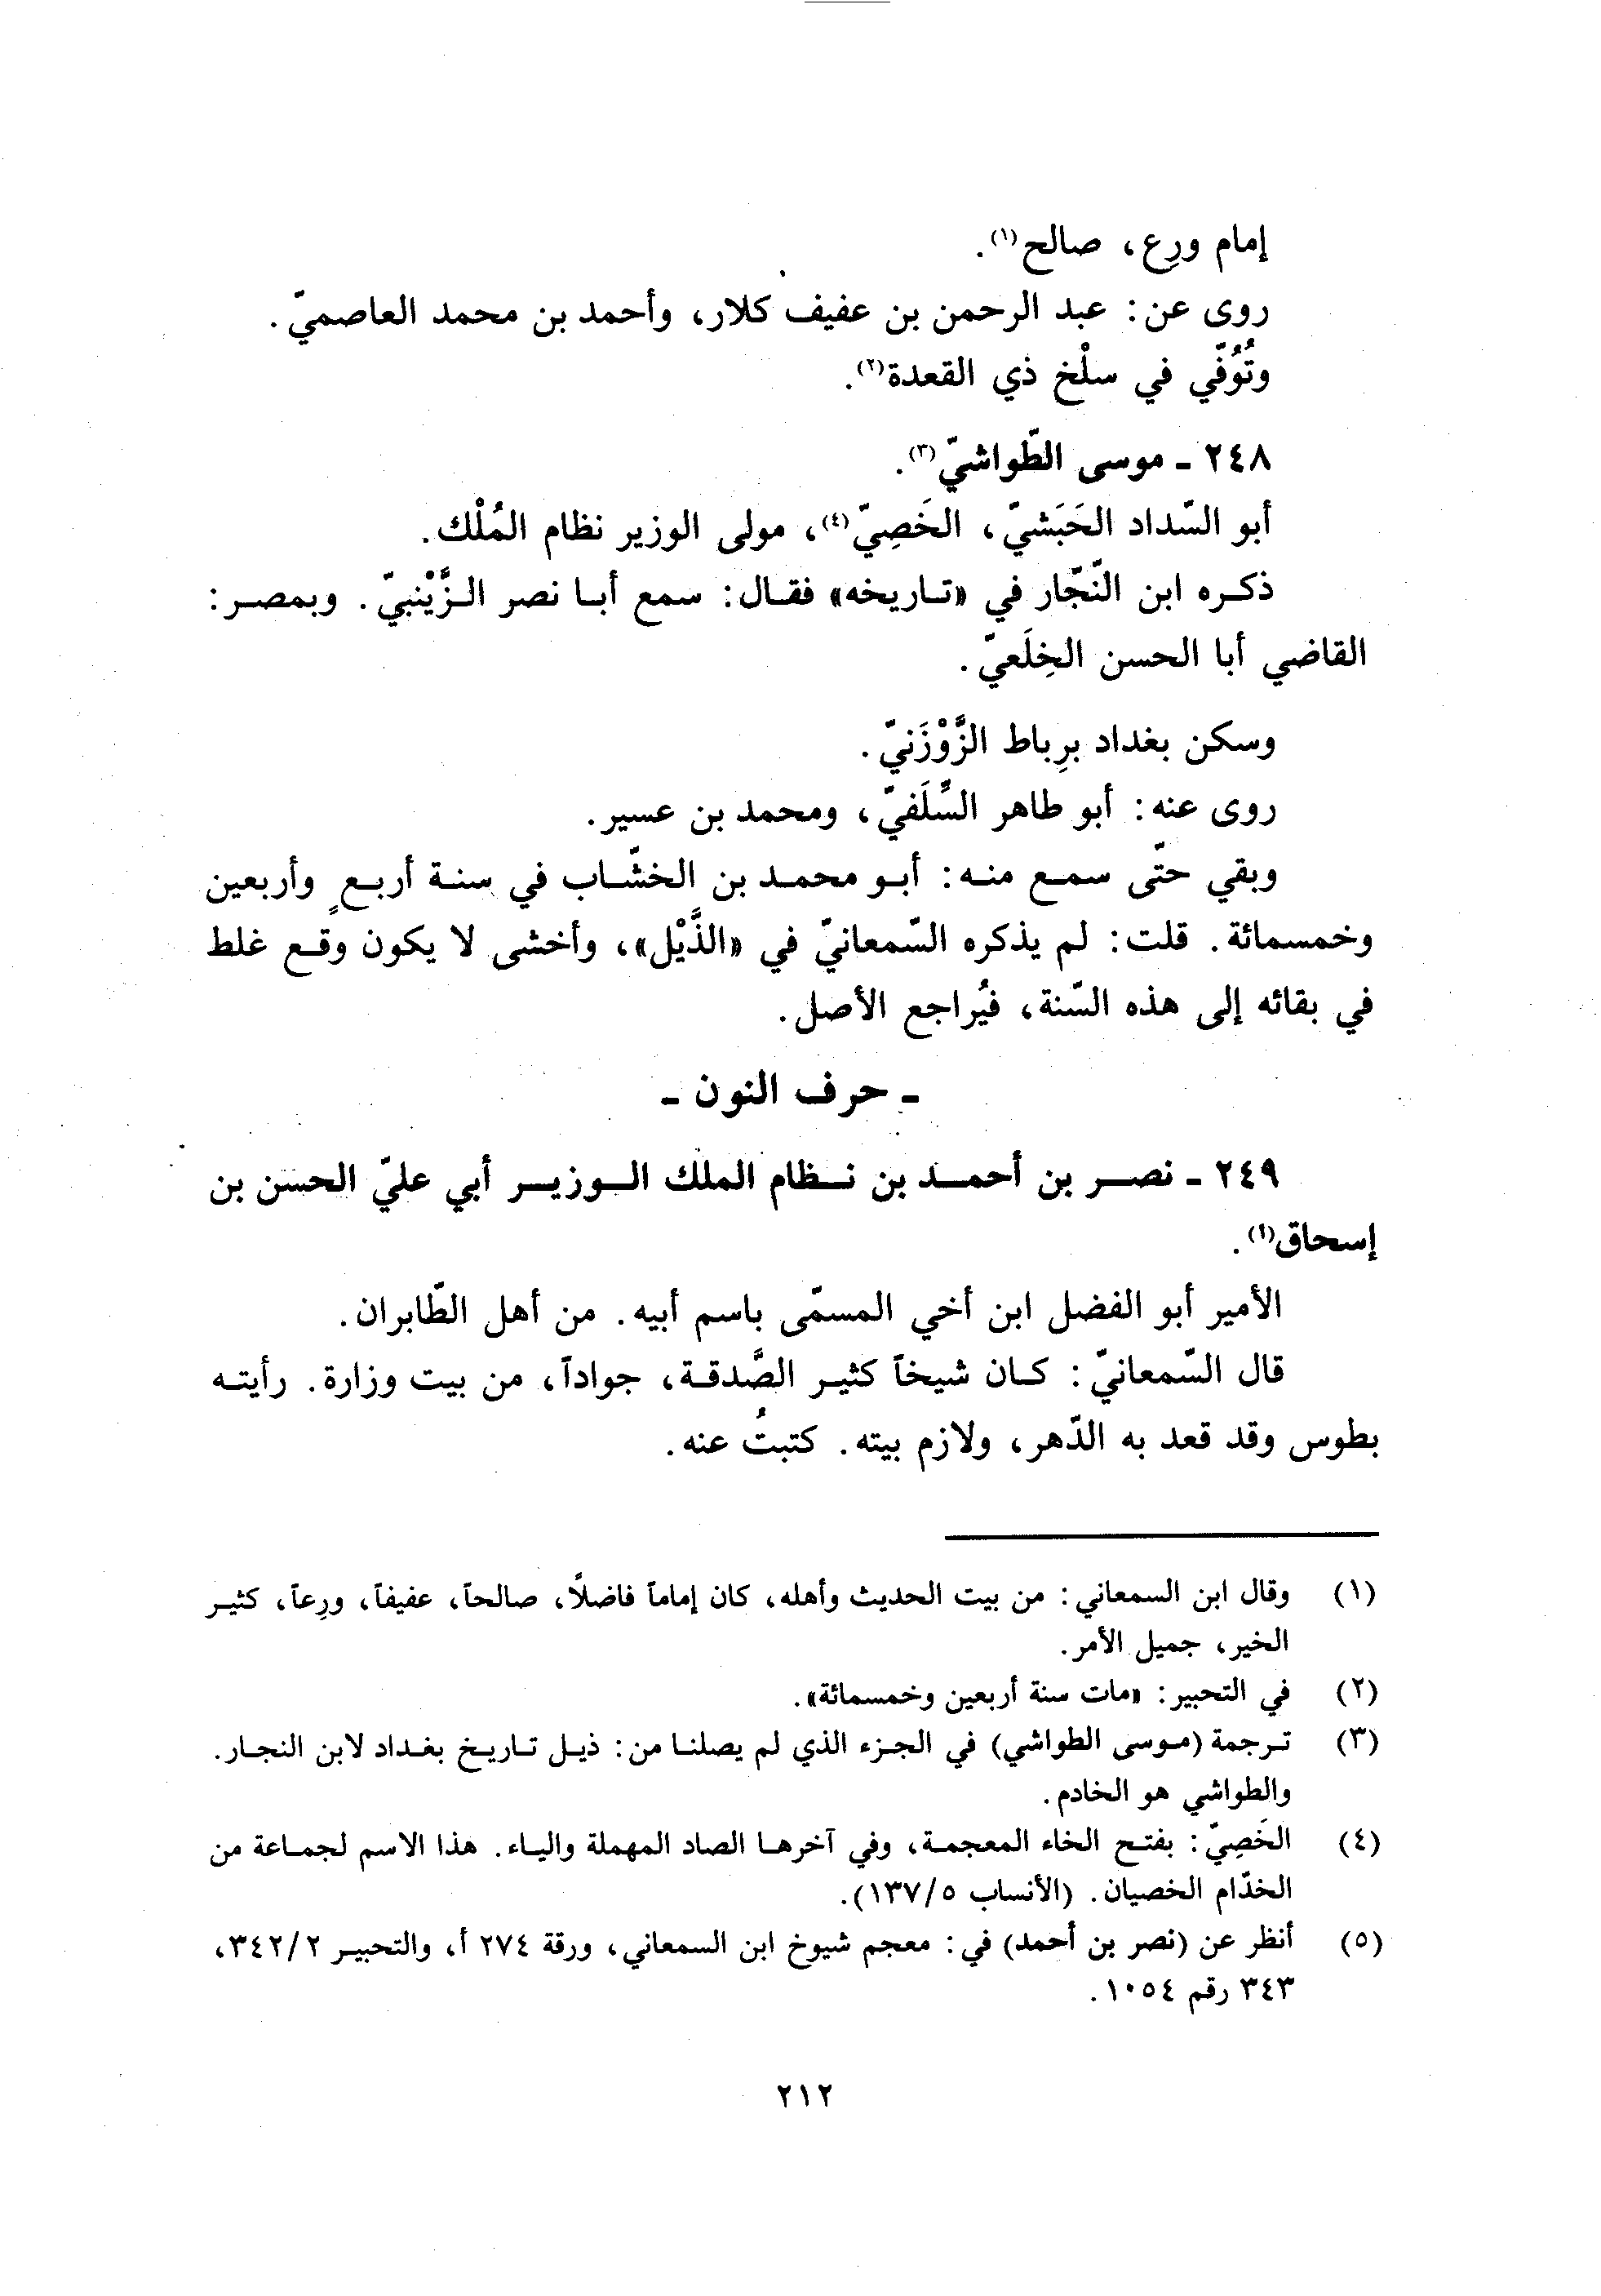 إمام ورِع، صالح(١).
روى عن: عبد الرحمن بن عفيف كلار، وأحمد بن محمد العاصميّ.
وتُوُفّي في سلْخ ذي القعدة(٢).
٢٤٨ ـ موسى الطّواشيّ(٣).
أبو السّداد الحَبَشيّ، الخَصِيّ(٤)، مولى الوزير نظام المُلْك.
ذكره ابن النّجّار في «تاريخه» فقال: سمع أبا نصر الزَّيْنبيّ. وبمصر:
القاضي أبا الحسن الخِلَعيّ.
وسكن بغداد برِباط الزَّوْزَنيّ.
روى عنه: أبو طاهر السِّلَفيّ، ومحمد بن عسير.
وبقي حتّى سمع منه: أبو محمد بن الخشّاب في سنة أربعٍ وأربعين
وخمسمائة. قلت: لم يذكره السّمعانيّ في «الذَّيْل»، وأخشى لا يكون وقع غلط
في بقائه إلى هذه السّنة، فيُراجع الأصل.
ـ حرف النون ـ
٢٤٩ ـ نصر بن أحمد بن نظام الملك الوزير أبي عليّ الحسن بن
إسحاق(١).
الأمير أبو الفضل ابن أخي المسمّى باسم أبيه. من أهل الطّابران.
قال السّمعانيّ: كان شيخاً كثير الصَّدقة، جواداً، من بيت وزارة. رأيته
بطوس وقد قعد به الدّهر، ولازم بيته. كتبتُ عنه.
(١) وقال ابن السمعاني: من بيت الحديث وأهله، كان إماماً فاضلًا، صالحاً، عفيفاً، ورِعاً، كثير
الخير، جميل الأمر.
(٢) في التحبير: «مات سنة أربعين وخمسمائة».
(٣) ترجمة (موسى الطواشي) في الجزء الذي لم يصلنا من: ذيل تاريخ بغداد لابن النجار.
والطواشي هو الخادم.
(٤) الخَصِيّ: بفتح الخاء المعجمة، وفي آخرها الصاد المهملة والياء. هذا الاسم لجماعة من
الخدّام الخصيان. (الأنساب ١٣٧/٥).
(٥) أنظر عن (نصر بن أحمد) في: معجم شيوخ ابن السمعاني، ورقة ٢٧٤ أ، والتحبير ٣٤٢/٢،
٣٤٣ رقم ١٠٥٤.
٢١٢